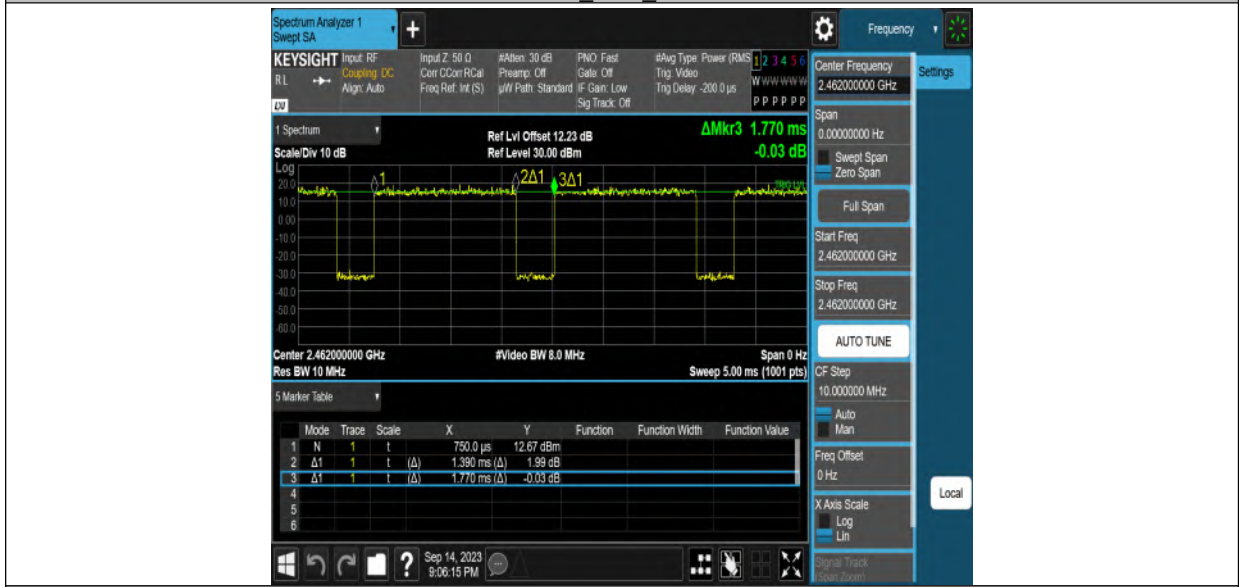 Spectrum Analyzer 1
Swept SA
+
Frequency
KEYSIGHT
R L
Input: RF
Coupling: DC
Align: Auto
Input Z: 50 Ω
Corr CCorr RCal
Freq Ref: Int (S)
#Atten: 30 dB
Preamp: Off
µW Path: Standard
PNO: Fast
Gate: Off
IF Gain: Low
Sig Track: Off
#Avg Type: Power (RMS
Trig: Video
Trig Delay: -200.0 µs
1 2 3 4 5 6
W W W W W W
P P P P P P
Center Frequency
2.462000000 GHz
Settings
Span
0.00000000 Hz
Swept Span
Zero Span
Full Span
Start Freq
2.462000000 GHz
Stop Freq
2.462000000 GHz
AUTO TUNE
CF Step
10.000000 MHz
Auto
Man
Freq Offset
0 Hz
X Axis Scale
Log
Lin
Signal Track
(Span Zoom)
Local
1 Spectrum
Scale/Div 10 dB
Ref Lvl Offset 12.23 dB
Ref Level 30.00 dBm
ΔMkr3 1.770 ms
-0.03 dB
Log
20.0
10.0
0.00
-10.0
-20.0
-30.0
-40.0
-50.0
-60.0
1
2Δ1
3Δ1
TRIG LVL
Center 2.462000000 GHz
#Video BW 8.0 MHz
Span 0 Hz
Res BW 10 MHz
Sweep 5.00 ms (1001 pts)
5 Marker Table
Mode Trace Scale X Y Function Function Width Function Value
1 N 1 t 750.0 µs 12.67 dBm
2 Δ1 1 t (Δ) 1.390 ms (Δ) 1.99 dB
3 Δ1 1 t (Δ) 1.770 ms (Δ) -0.03 dB
4
5
6
?
Sep 14, 2023
9:06:15 PM